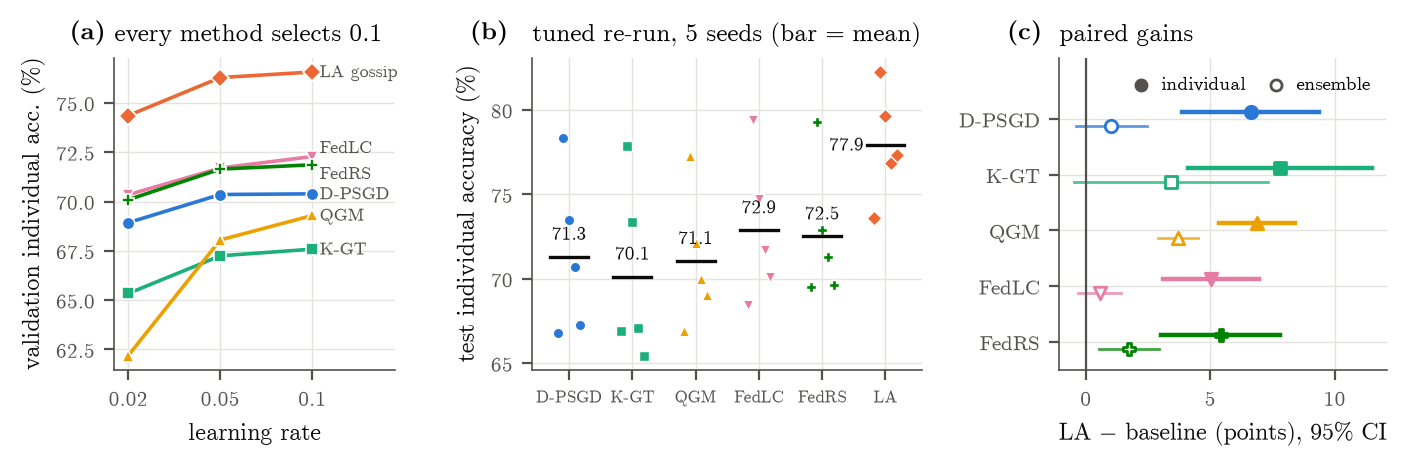 (a) every method selects 0.1
validation individual acc. (%)
75.0
72.5
70.0
67.5
65.0
62.5
LA gossip
FedLC
FedRS
D-PSGD
QGM
K-GT
0.02 0.05 0.1
learning rate
(b) tuned re-run, 5 seeds (bar = mean)
test individual accuracy (%)
80
75
70
65
71.3
70.1
71.1
72.9
72.5
77.9
D-PSGD K-GT QGM FedLC FedRS LA
(c) paired gains
individual ensemble
D-PSGD
K-GT
QGM
FedLC
FedRS
0 5 10
LA − baseline (points), 95% CI